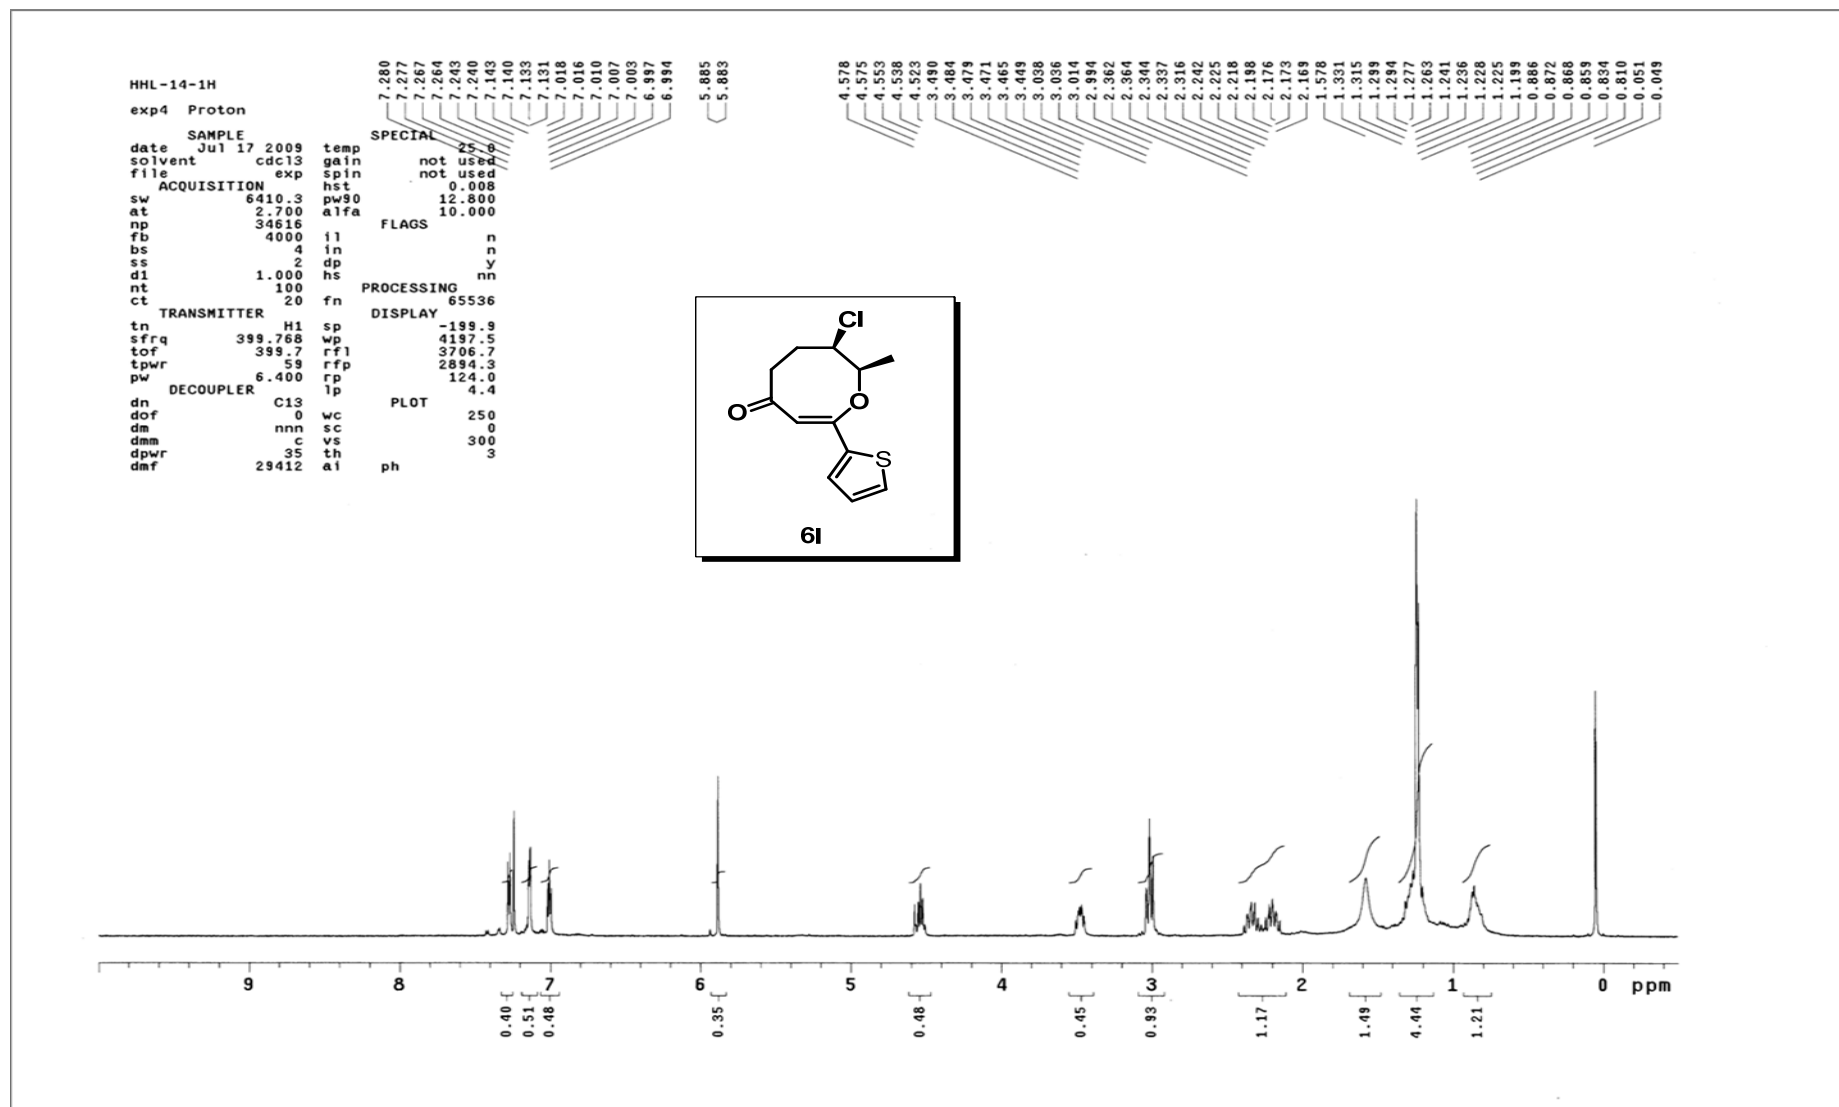 HHL-14-1H
exp4 Proton
SAMPLE SPECIAL
date Jul 17 2009 temp 25.0
solvent cdcl3 gain not used
file exp spin not used
ACQUISITION hst 0.008
sw 6410.3 pw90 12.800
at 2.700 alfa 10.000
np 34616 FLAGS
fb 4000 il n
bs 4 in n
ss 2 dp y
d1 1.000 hs nn
nt 100 PROCESSING
ct 20 fn 65536
TRANSMITTER DISPLAY
tn H1 sp -199.9
sfrq 399.768 wp 4197.5
tof 399.7 rfl 3706.7
tpwr 59 rfp 2894.3
pw 6.400 rp 124.0
DECOUPLER lp 4.4
dn C13 PLOT
dof 0 wc 250
dm nnn sc 0
dmm c vs 300
dpwr 35 th 3
dmf 29412 ai ph
7.280
7.277
7.267
7.264
7.243
7.240
7.143
7.140
7.133
7.131
7.018
7.016
7.010
7.007
7.003
6.997
6.994
5.885
5.883
4.578
4.575
4.553
4.538
4.523
3.490
3.484
3.479
3.471
3.465
3.449
3.038
3.036
3.014
2.994
2.362
2.364
2.344
2.337
2.316
2.242
2.225
2.218
2.198
2.176
2.173
2.169
1.578
1.331
1.315
1.299
1.294
1.277
1.263
1.241
1.236
1.228
1.225
1.199
0.886
0.872
0.868
0.859
0.834
0.810
0.051
0.049
Cl
O
O
S
6l
9 8 7 6 5 4 3 2 1 0 ppm
0.40
0.51
0.48
0.35
0.48
0.45
0.93
1.17
1.49
4.44
1.21